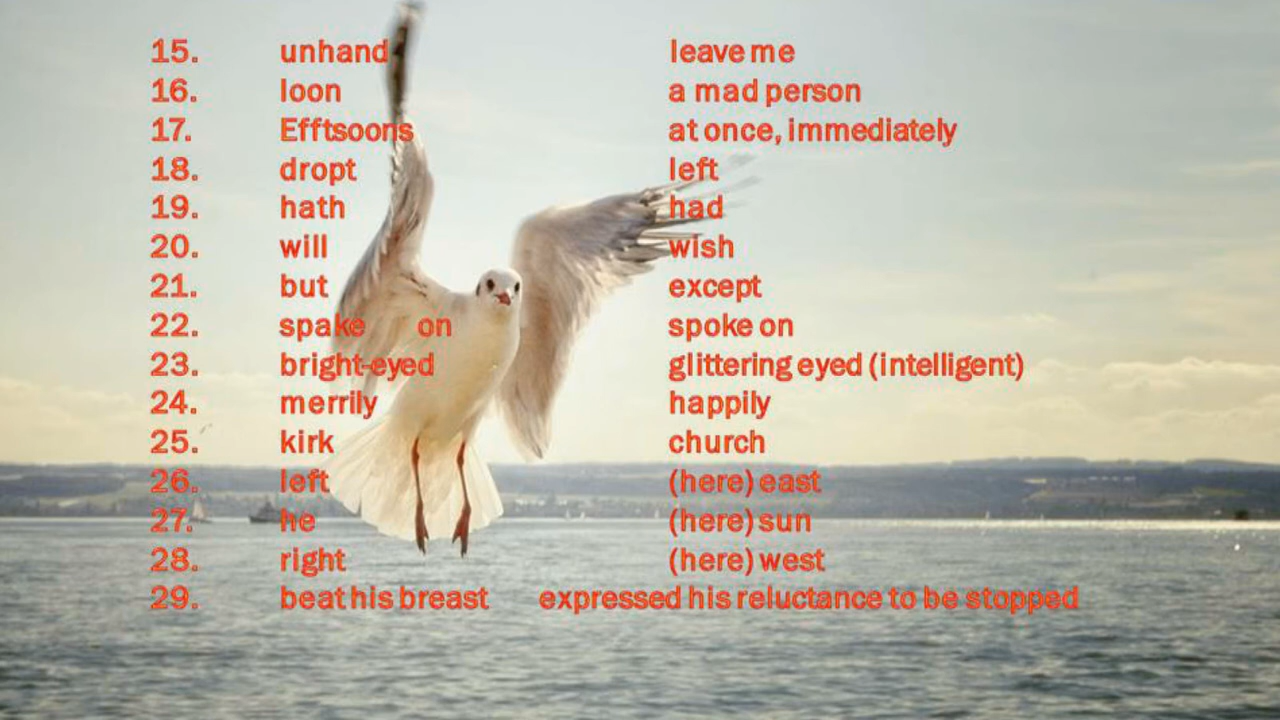 15. unhand leave me
16. loon a mad person
17. Efftsoons at once, immediately
18. dropt left
19. hath had
20. will wish
21. but except
22. spake on spoke on
23. bright-eyed glittering eyed (intelligent)
24. merrily happily
25. kirk church
26. left (here) east
27. he (here) sun
28. right (here) west
29. beat his breast expressed his reluctance to be stopped